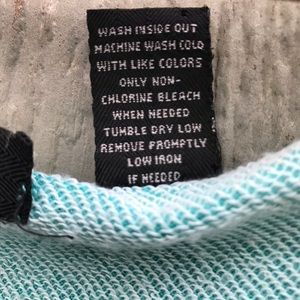 WASH INSIDE OUT
MACHINE WASH COLD
WITH LIKE COLORS
ONLY NON-
CHLORINE BLEACH
WHEN NEEDED
TUMBLE DRY LOW
REMOVE PROMPTLY
LOW IRON
IF NEEDED